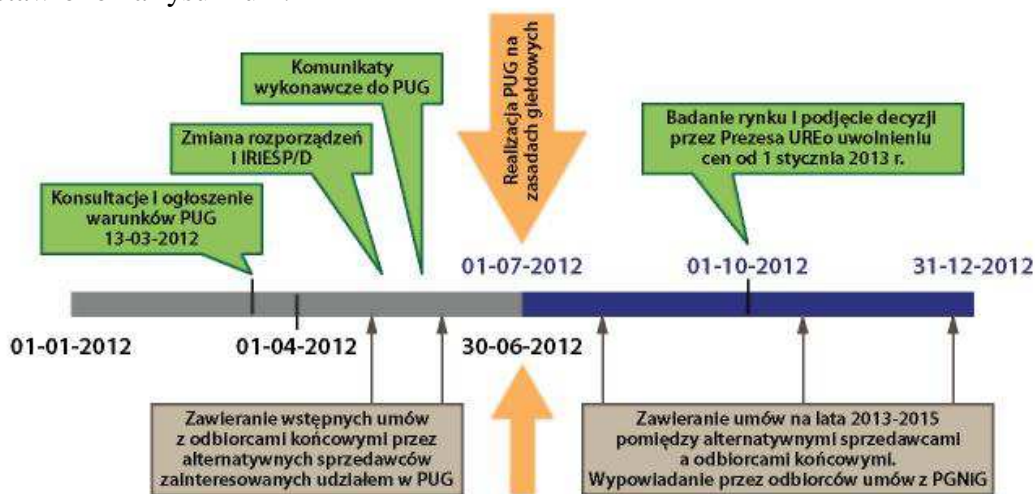 Komunikaty
wykonawcze do PUG
Zmiana rozporządzeń
i IRIESP/D
Konsultacje i ogłoszenie
warunków PUG
13-03-2012
Realizacja PUG na
zasadach giełdowych
Badanie rynku i podjęcie decyzji
przez Prezesa UREo uwolnieniu
cen od 1 stycznia 2013 r.
01-07-2012
01-10-2012
31-12-2012
01-01-2012
01-04-2012
30-06-2012
Zawieranie wstępnych umów
z odbiorcami końcowymi przez
alternatywnych sprzedawców
zainteresowanych udziałem w PUG
Zawieranie umów na lata 2013-2015
pomiędzy alternatywnymi sprzedawcami
a odbiorcami końcowymi.
Wypowiadanie przez odbiorców umów z PGNiG